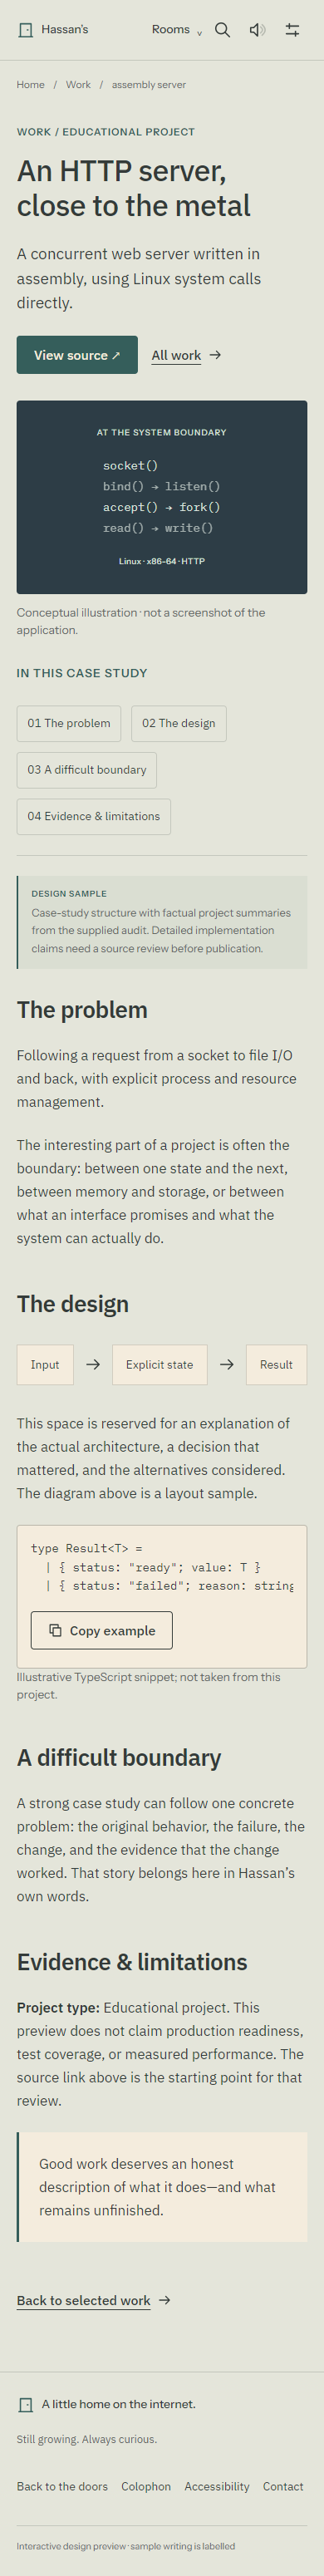 Hassan's
Rooms
Home / Work / assembly server
WORK / EDUCATIONAL PROJECT
An HTTP server,
close to the metal
A concurrent web server written in
assembly, using Linux system calls
directly.
View source ↗
All work →
AT THE SYSTEM BOUNDARY
socket()
bind() → listen()
accept() → fork()
read() → write()
Linux · x86-64 · HTTP
Conceptual illustration · not a screenshot of the
application.
IN THIS CASE STUDY
01 The problem
02 The design
03 A difficult boundary
04 Evidence & limitations
DESIGN SAMPLE
Case-study structure with factual project summaries
from the supplied audit. Detailed implementation
claims need a source review before publication.
The problem
Following a request from a socket to file I/O
and back, with explicit process and resource
management.
The interesting part of a project is often the
boundary: between one state and the next,
between memory and storage, or between
what an interface promises and what the
system can actually do.
The design
Input → Explicit state → Result
This space is reserved for an explanation of
the actual architecture, a decision that
mattered, and the alternatives considered.
The diagram above is a layout sample.
type Result<T> =
| { status: "ready"; value: T }
| { status: "failed"; reason: string
Copy example
Illustrative TypeScript snippet; not taken from this
project.
A difficult boundary
A strong case study can follow one concrete
problem: the original behavior, the failure, the
change, and the evidence that the change
worked. That story belongs here in Hassan's
own words.
Evidence & limitations
Project type: Educational project. This
preview does not claim production readiness,
test coverage, or measured performance. The
source link above is the starting point for that
review.
Good work deserves an honest
description of what it does—and what
remains unfinished.
Back to selected work →
A little home on the internet.
Still growing. Always curious.
Back to the doors Colophon Accessibility Contact
Interactive design preview · sample writing is labelled